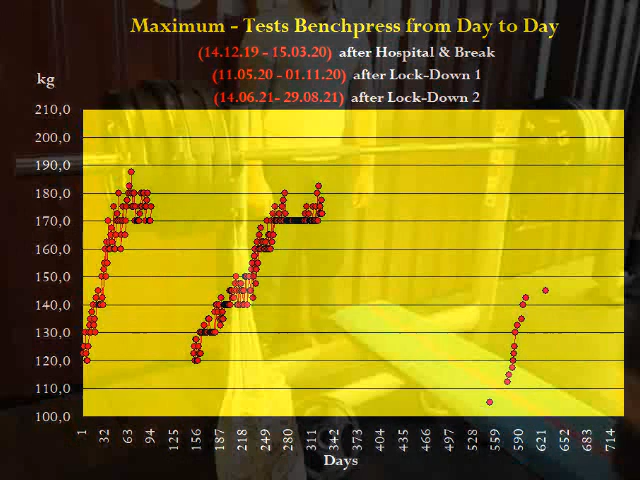 Maximum - Tests Benchpress from Day to Day
(14.12.19 - 15.03.20) after Hospital & Break
(11.05.20 - 01.11.20) after Lock-Down 1
(14.06.21- 29.08.21) after Lock-Down 2
kg
210,0
200,0
190,0
180,0
170,0
160,0
150,0
140,0
130,0
120,0
110,0
100,0
1 32 63 94 125 156 187 218 249 280 311 342 373 404 435 466 497 528 559 590 621 652 683 714
Days